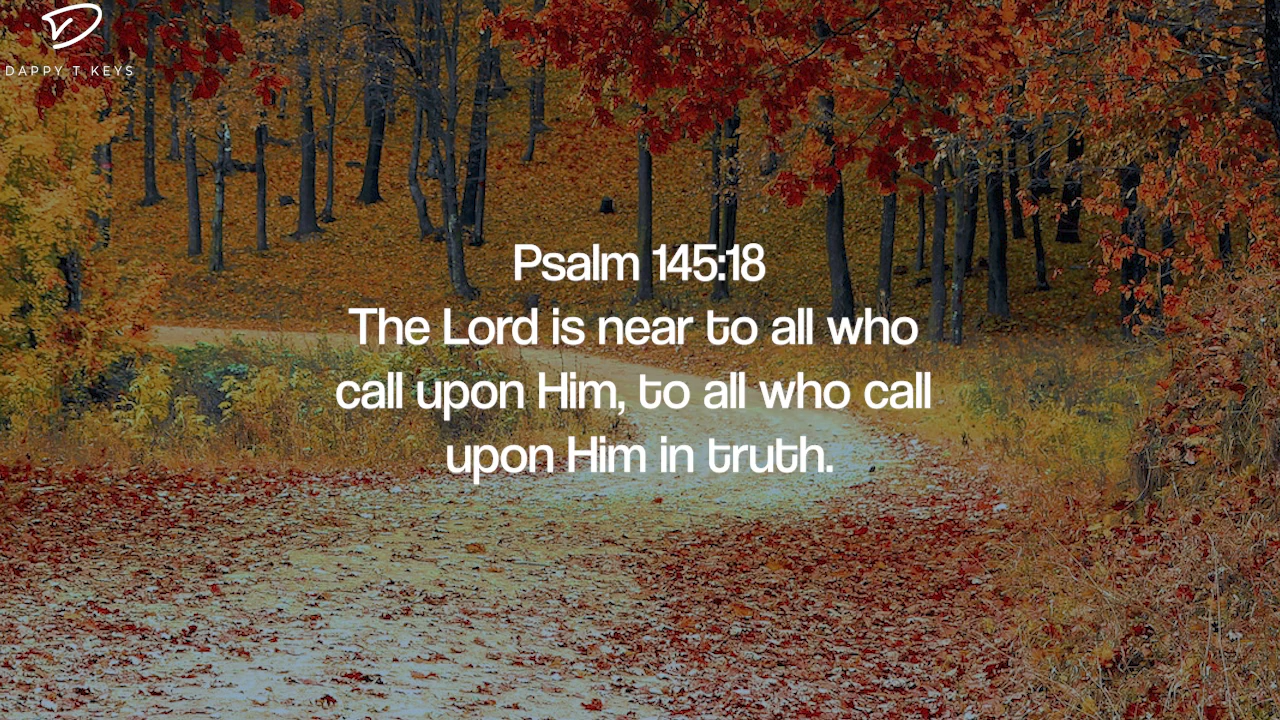 DAPPY T KEYS
Psalm 145:18
The Lord is near to all who
call upon Him, to all who call
upon Him in truth.